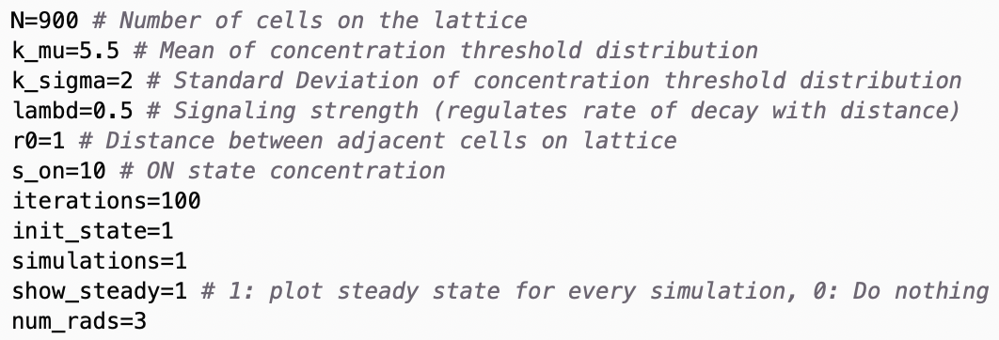 N=900 # Number of cells on the lattice
k_mu=5.5 # Mean of concentration threshold distribution
k_sigma=2 # Standard Deviation of concentration threshold distribution
lambd=0.5 # Signaling strength (regulates rate of decay with distance)
r0=1 # Distance between adjacent cells on lattice
s_on=10 # ON state concentration
iterations=100
init_state=1
simulations=1
show_steady=1 # 1: plot steady state for every simulation, 0: Do nothing
num_rads=3